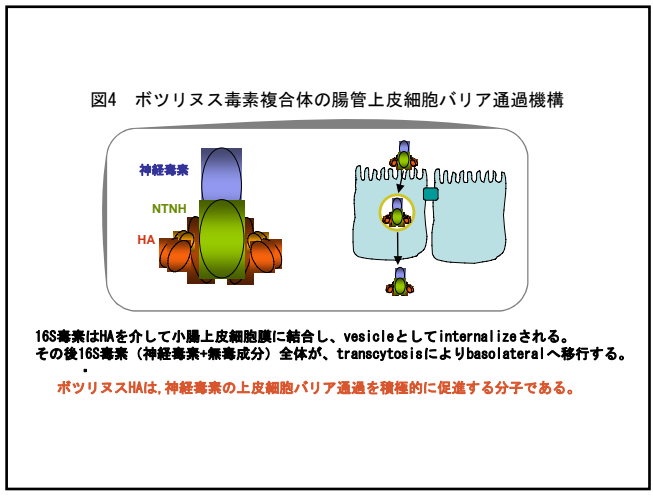 図4　ボツリヌス毒素複合体の腸管上皮細胞バリア通過機構
神経毒素
NTNH
HA
16S毒素はHAを介して小腸上皮細胞膜に結合し、vesicleとしてinternalizeされる。
その後16S毒素（神経毒素+無毒成分）全体が、transcytosisによりbasolateralへ移行する。
ボツリヌスHAは,神経毒素の上皮細胞バリア通過を積極的に促進する分子である。